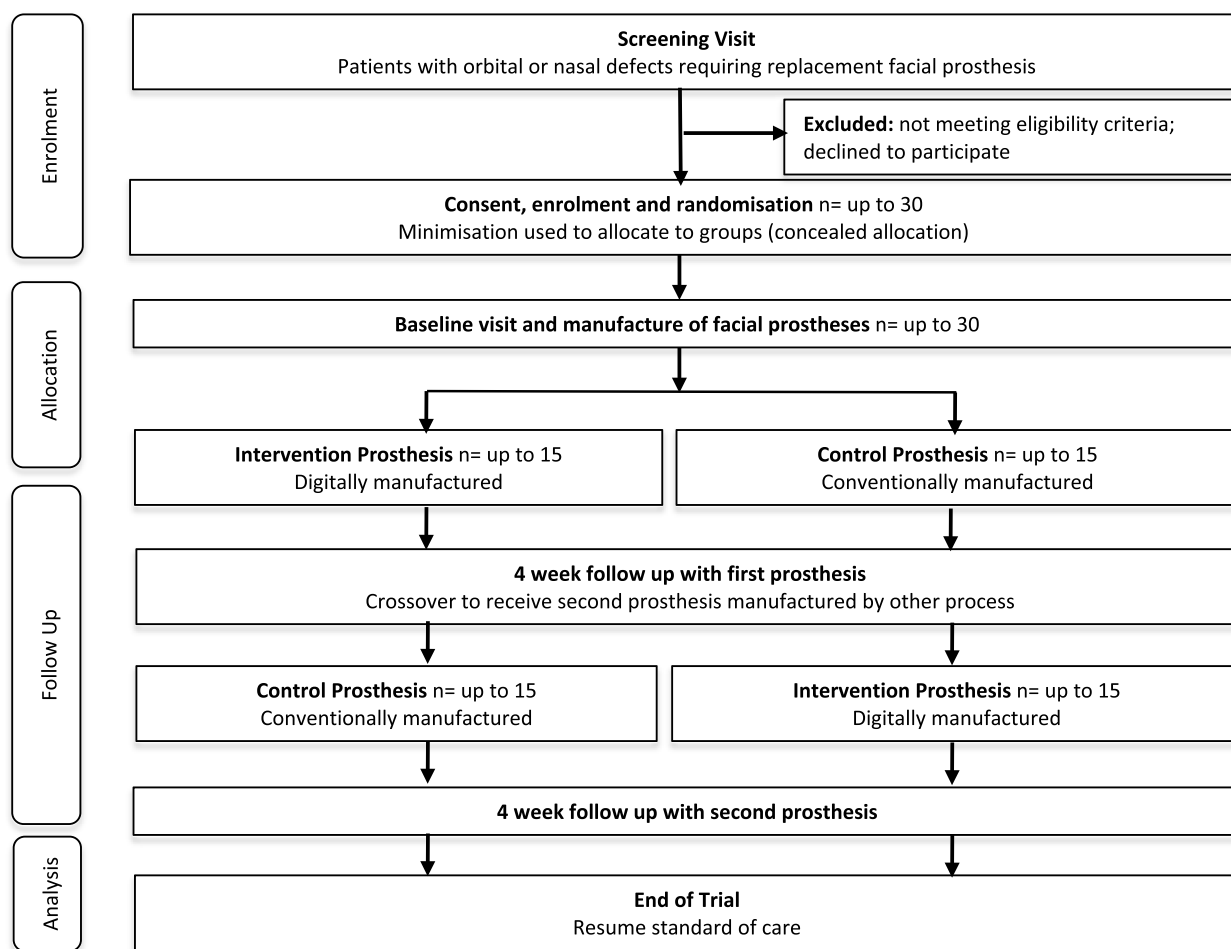 Enrolment
Screening Visit
Patients with orbital or nasal defects requiring replacement facial prosthesis
Excluded: not meeting eligibility criteria;
declined to participate
Consent, enrolment and randomisation n= up to 30
Minimisation used to allocate to groups (concealed allocation)
Allocation
Baseline visit and manufacture of facial prostheses n= up to 30
Intervention Prosthesis n= up to 15
Digitally manufactured
Control Prosthesis n= up to 15
Conventionally manufactured
Follow Up
4 week follow up with first prosthesis
Crossover to receive second prosthesis manufactured by other process
Control Prosthesis n= up to 15
Conventionally manufactured
Intervention Prosthesis n= up to 15
Digitally manufactured
4 week follow up with second prosthesis
Analysis
End of Trial
Resume standard of care